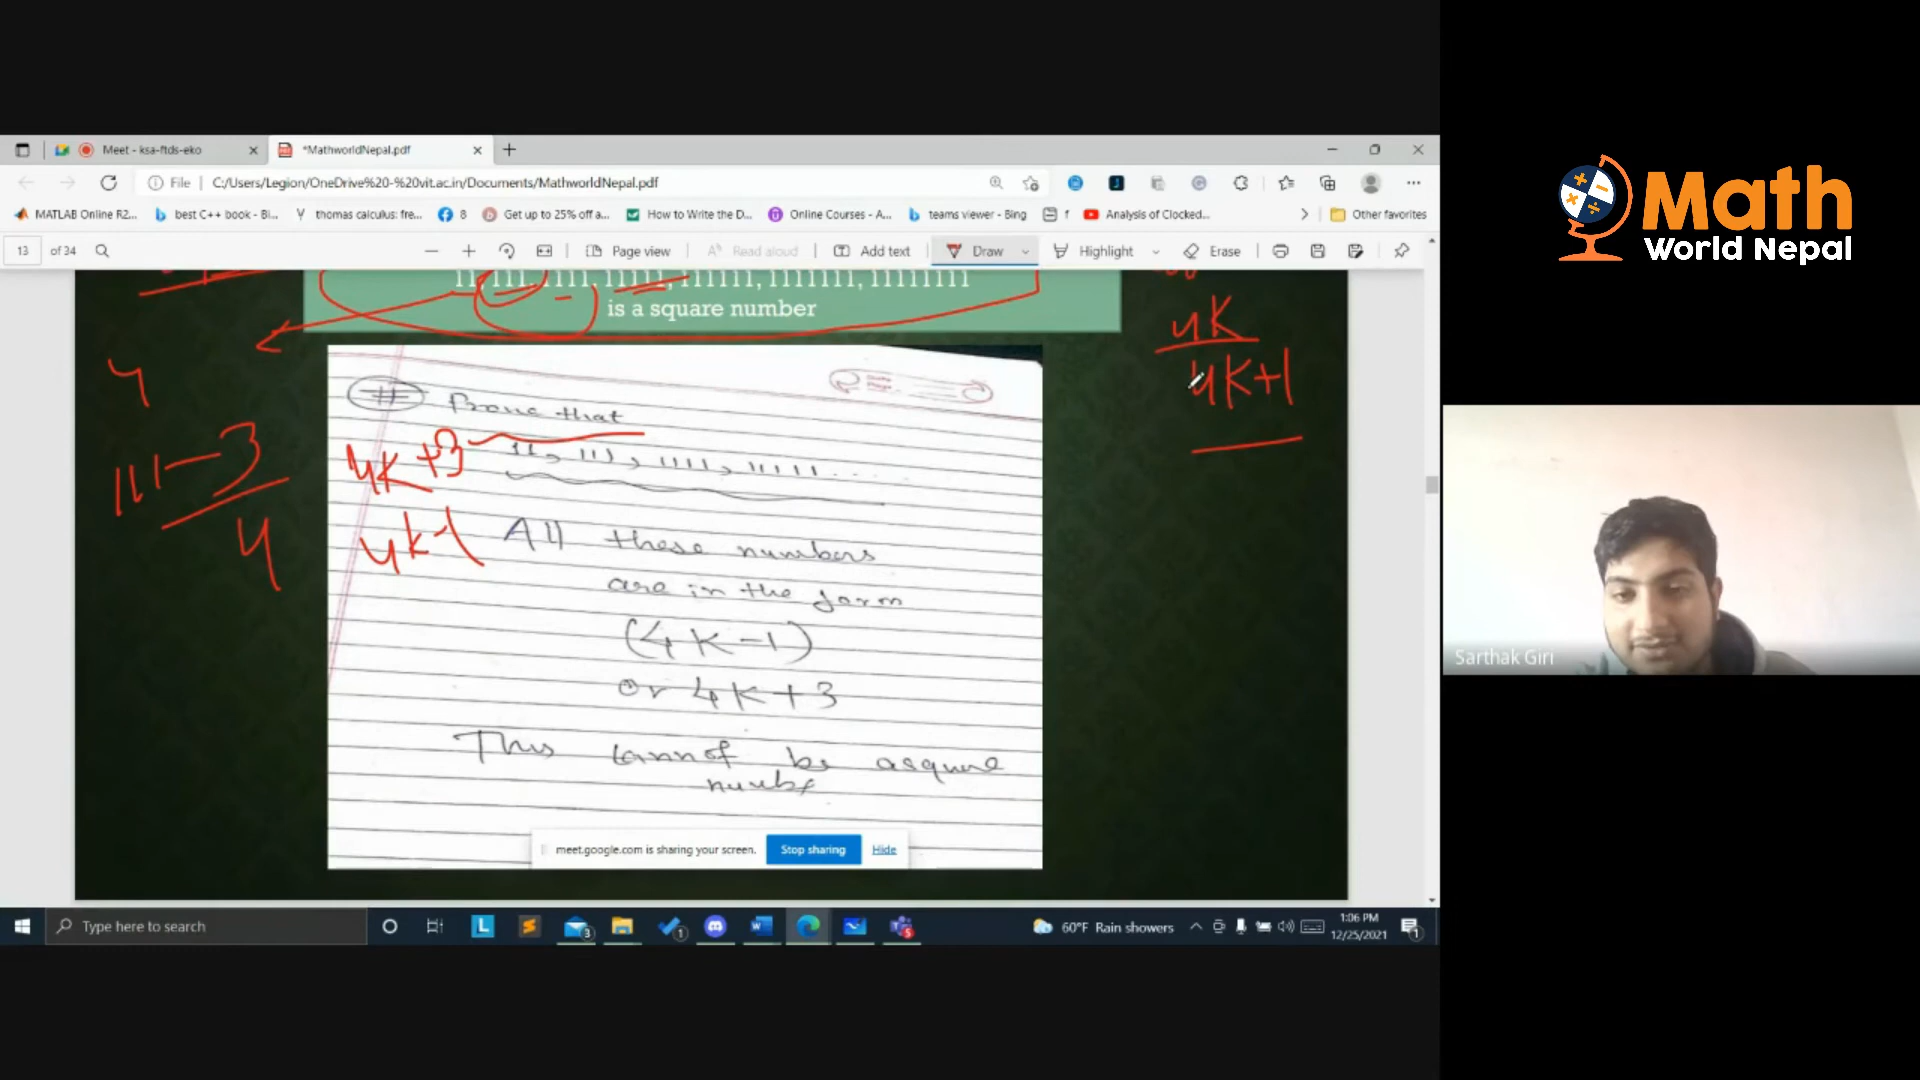 Meet - ksa-ftds-eko
*MathworldNepal.pdf
File
C:/Users/Legion/OneDrive%20-%20vit.ac.in/Documents/MathworldNepal.pdf
MATLAB Online R2...
best C++ book - Bi...
thomas calculus: fre...
8
Get up to 25% off a...
How to Write the D...
Online Courses - A...
teams viewer - Bing
f
Analysis of Clocked...
Other favorites
13 of 34
Page view
Read aloud
Add text
Draw
Highlight
Erase
is a square number
4
111-3
4
4K+3
4k-1
4K
4K+1
# Prove that
11, 111, 1111, 11111 ...
All these numbers
are in the form
(4K-1)
or 4K+3
This cannot be asquare
meet.google.com is sharing your screen.
Stop sharing
Hide
Type here to search
L
W
3
1
5
60°F Rain showers
1:06 PM
12/25/2021
1
Math
World Nepal
Sarthak Giri